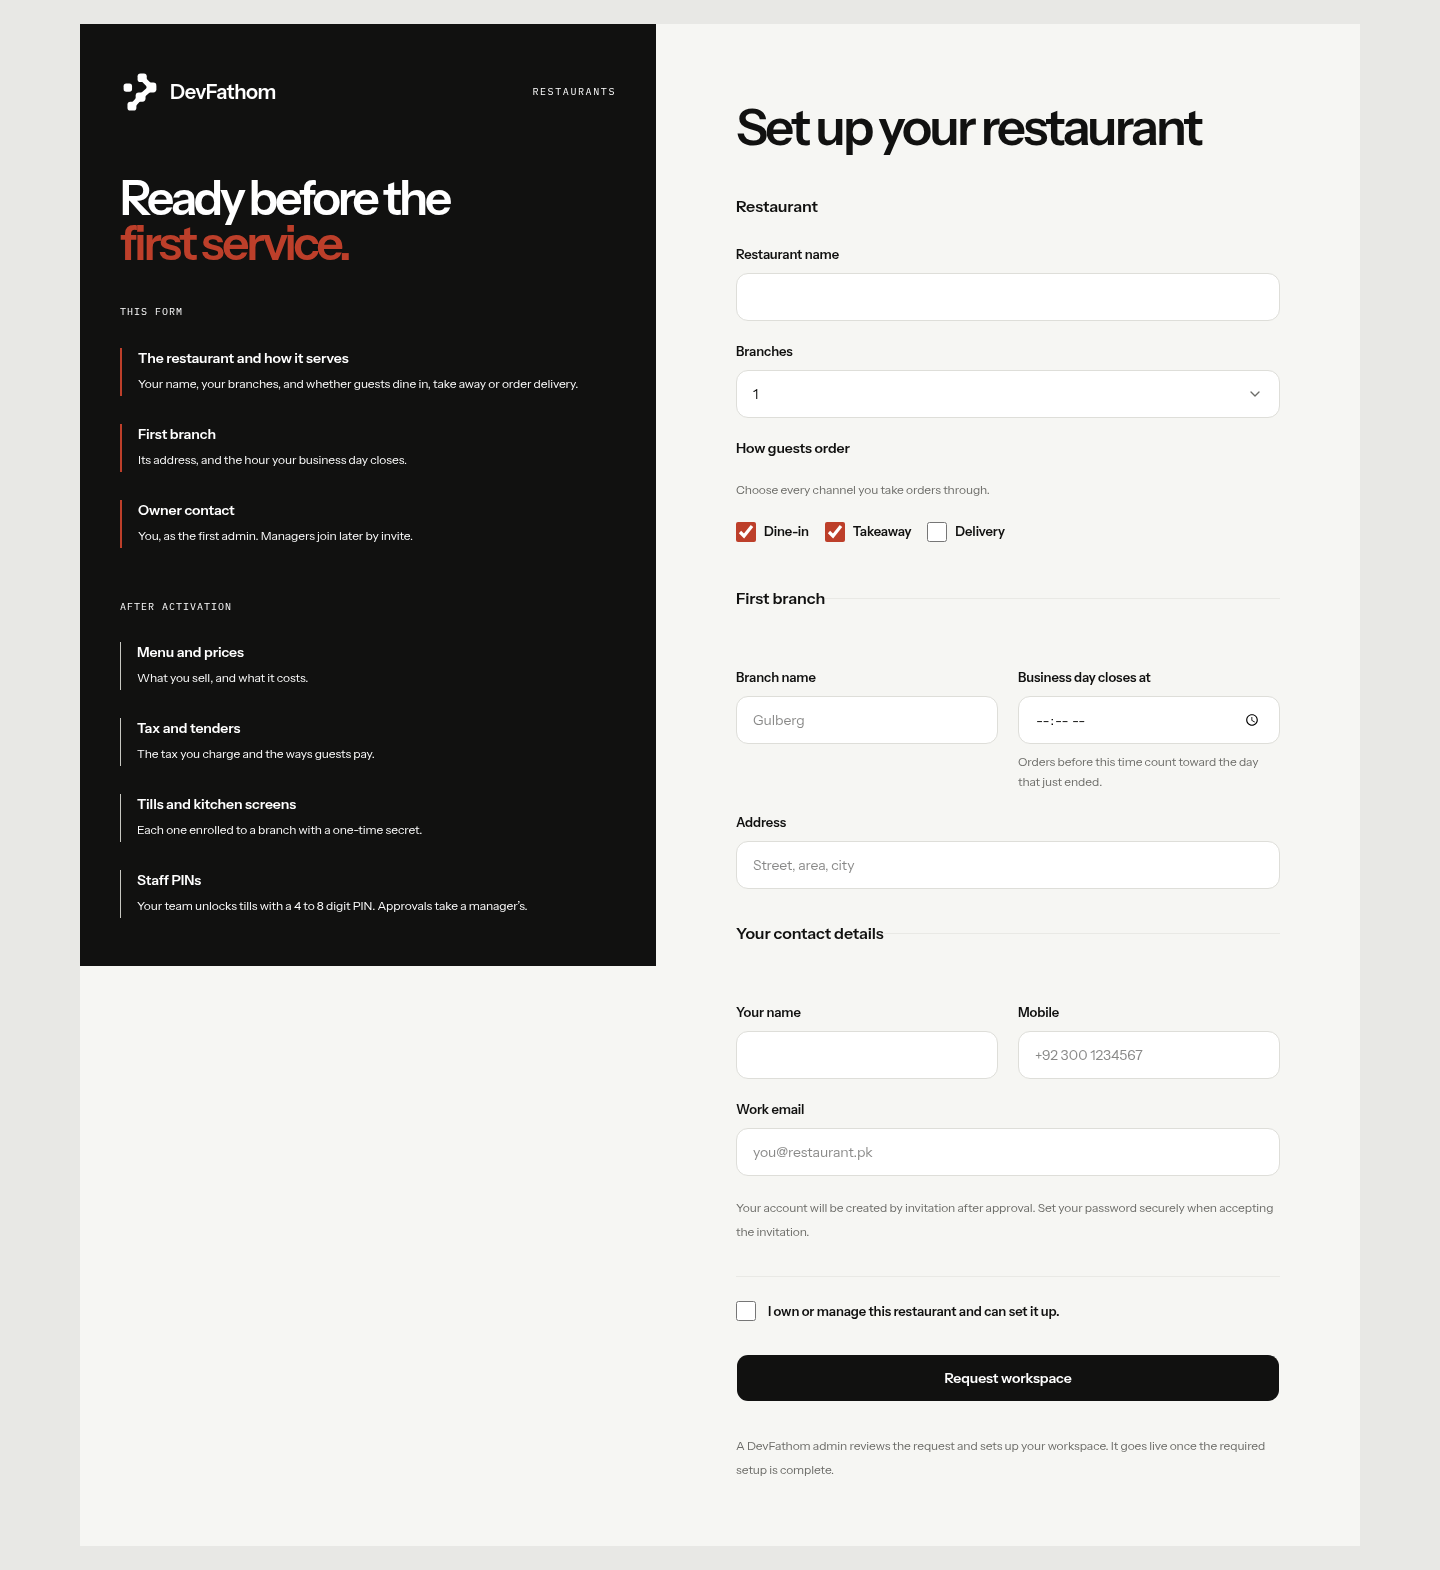 DevFathom
RESTAURANTS
Ready before the
first service.
THIS FORM
The restaurant and how it serves
Your name, your branches, and whether guests dine in, take away or order delivery.
First branch
Its address, and the hour your business day closes.
Owner contact
You, as the first admin. Managers join later by invite.
AFTER ACTIVATION
Menu and prices
What you sell, and what it costs.
Tax and tenders
The tax you charge and the ways guests pay.
Tills and kitchen screens
Each one enrolled to a branch with a one-time secret.
Staff PINs
Your team unlocks tills with a 4 to 8 digit PIN. Approvals take a manager's.
Set up your restaurant
Restaurant
Restaurant name
Branches
1
How guests order
Choose every channel you take orders through.
Dine-in Takeaway Delivery
First branch
Branch name Business day closes at
Gulberg --:-- --
Orders before this time count toward the day
that just ended.
Address
Street, area, city
Your contact details
Your name Mobile
+92 300 1234567
Work email
you@restaurant.pk
Your account will be created by invitation after approval. Set your password securely when accepting
the invitation.
I own or manage this restaurant and can set it up.
Request workspace
A DevFathom admin reviews the request and sets up your workspace. It goes live once the required
setup is complete.